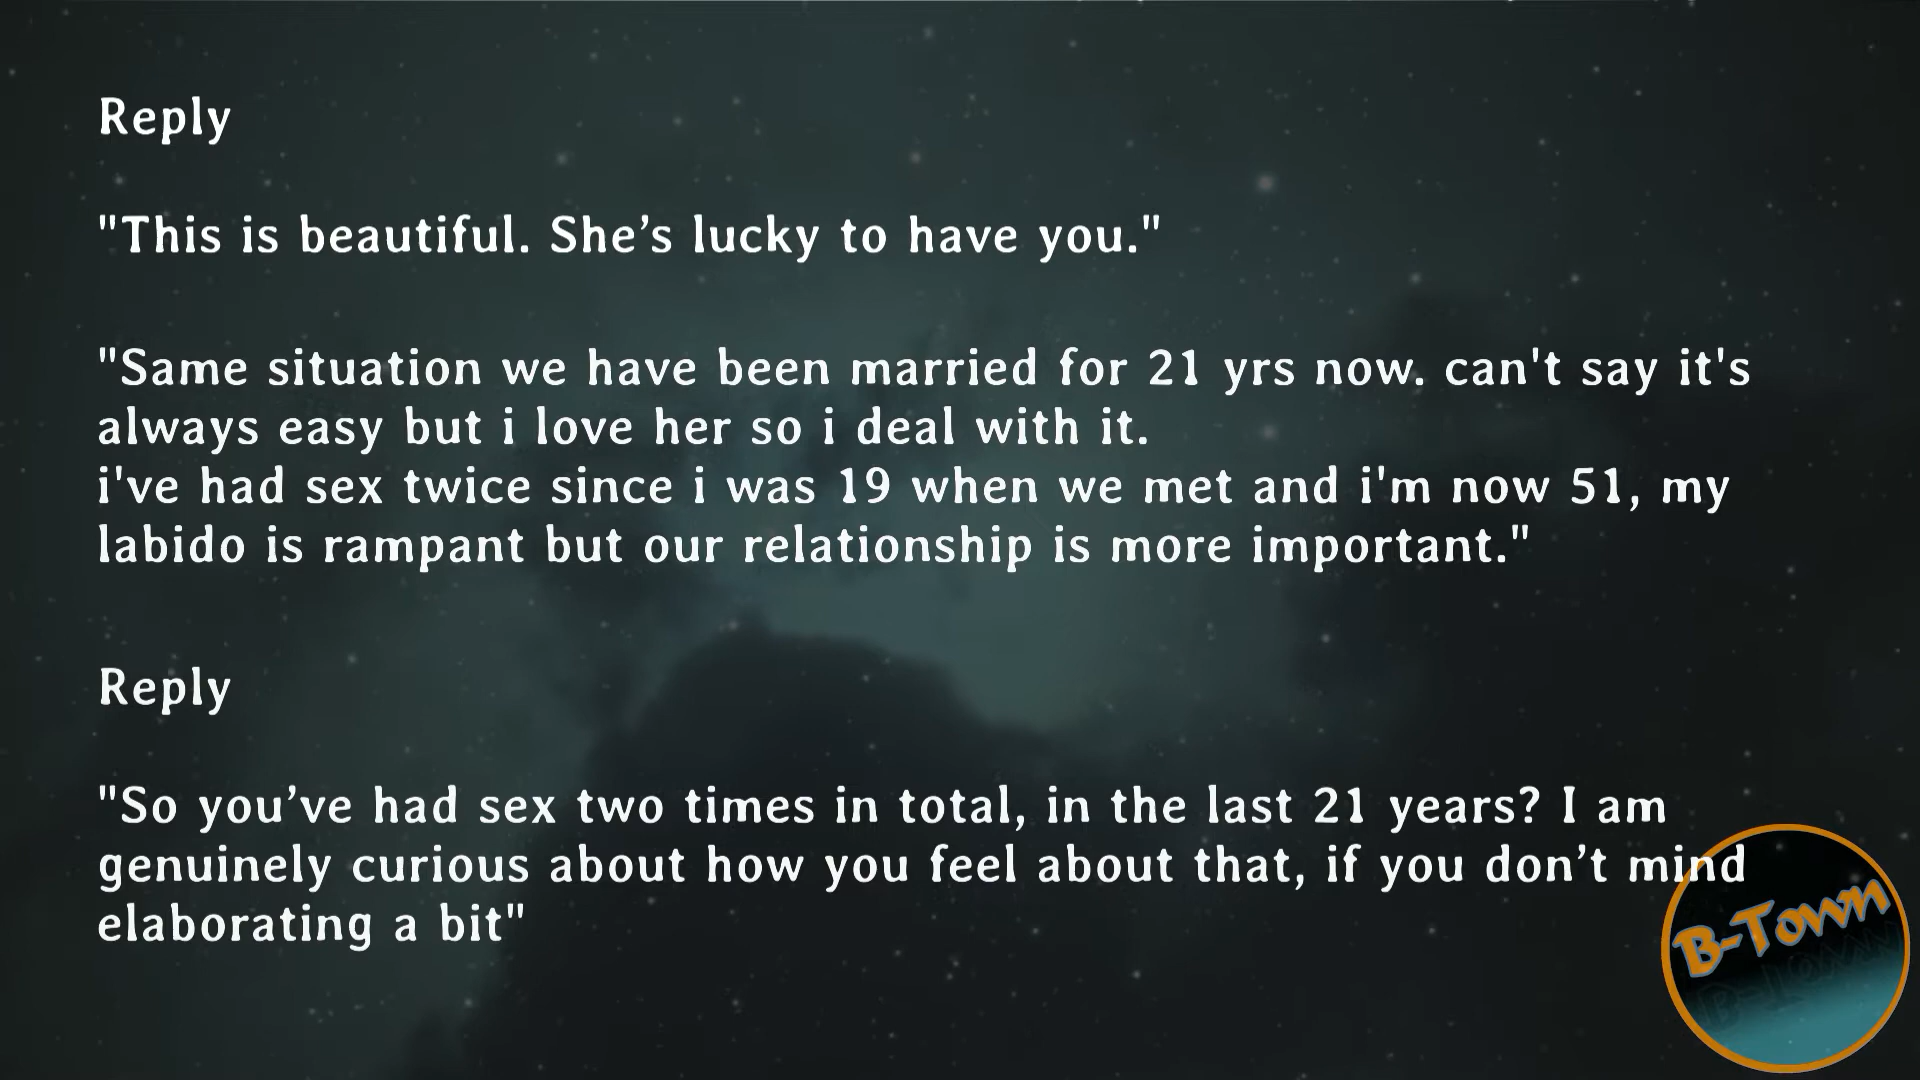 Reply
"This is beautiful. She’s lucky to have you."
"Same situation we have been married for 21 yrs now. can't say it's
always easy but i love her so i deal with it.
i've had sex twice since i was 19 when we met and i'm now 51, my
labido is rampant but our relationship is more important."
Reply
"So you’ve had sex two times in total, in the last 21 years? I am
genuinely curious about how you feel about that, if you don’t mind
elaborating a bit"
B-Town
B-Town